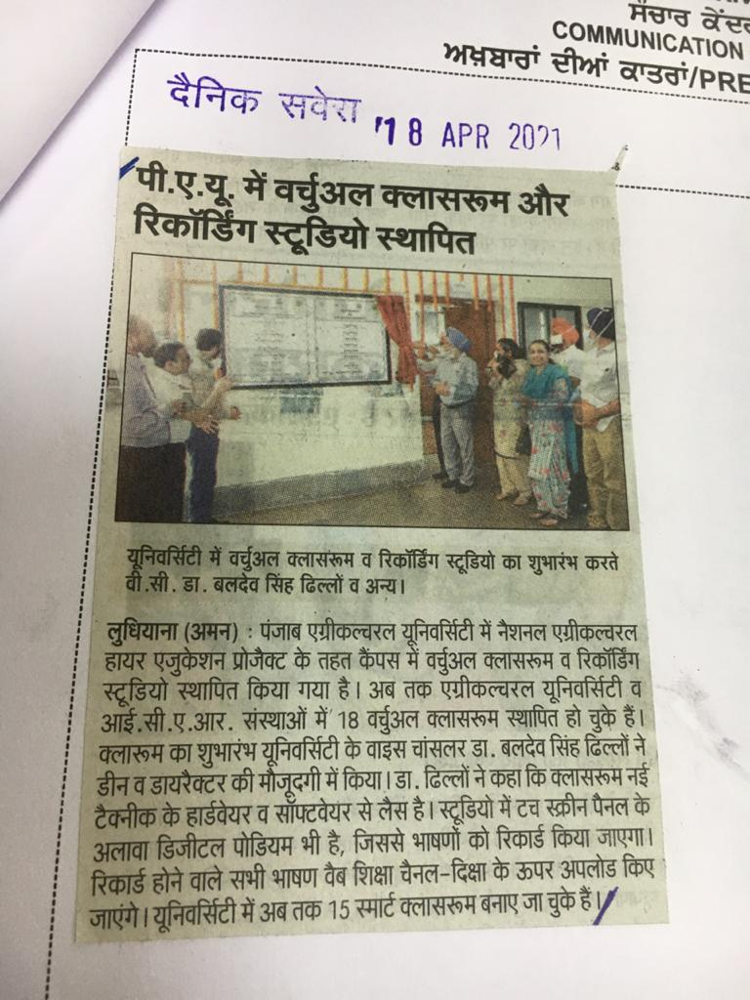 ਸੰਚਾਰ
COMMUNICATION
ਅਖ਼ਬਾਰਾਂ ਦੀਆਂ ਕਾਤਰਾਂ/PRE
दैनिक सवेरा
18 APR 2021
पी.ए.यू. में वर्चुअल क्लासरूम और
रिकॉर्डिंग स्टूडियो स्थापित
यूनिवर्सिटी में वर्चुअल क्लासरूम व रिकॉर्डिंग स्टूडियो का शुभारंभ करते
वी.सी. डा. बलदेव सिंह ढिल्लों व अन्य।
लुधियाना (अमन) : पंजाब एग्रीकल्चरल यूनिवर्सिटी में नैशनल एग्रीकल्चरल
हायर एजुकेशन प्रोजैक्ट के तहत कैंपस में वर्चुअल क्लासरूम व रिकॉर्डिंग
स्टूडियो स्थापित किया गया है। अब तक एग्रीकल्चरल यूनिवर्सिटी व
आई.सी.ए.आर. संस्थाओं में 18 वर्चुअल क्लासरूम स्थापित हो चुके हैं।
क्लारूम का शुभारंभ यूनिवर्सिटी के वाइस चांसलर डा. बलदेव सिंह ढिल्लों ने
डीन व डायरैक्टर की मौजूदगी में किया। डा. ढिल्लों ने कहा कि क्लासरूम नई
टैक्नीक के हार्डवेयर व सॉफ्टवेयर से लैस है। स्टूडियो में टच स्क्रीन पैनल के
अलावा डिजीटल पोडियम भी है, जिससे भाषणों को रिकार्ड किया जाएगा।
रिकार्ड होने वाले सभी भाषण वैब शिक्षा चैनल-दिक्षा के ऊपर अपलोड किए
जाएंगे। यूनिवर्सिटी में अब तक 15 स्मार्ट क्लासरूम बनाए जा चुके हैं।